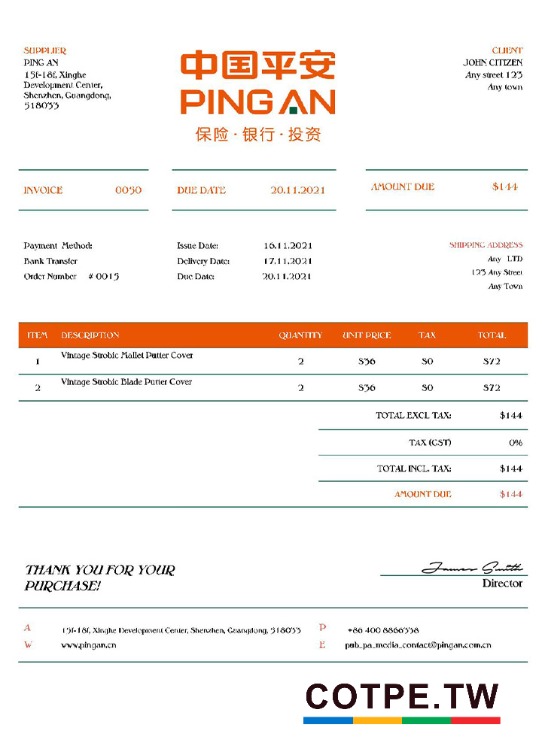 SUPPLIER
PING AN
15f-18f, Xinghe
Development Center,
Shenzhen, Guangdong,
518033
中国平安
PING AN
保险·银行·投资
CLIENT
JOHN CITIZEN
Any street 123
Any town
INVOICE 0050
DUE DATE 20.11.2021
AMOUNT DUE $144
Payment Method:
Bank Transfer
Order Number # 0015
Issue Date: 16.11.2021
Delivery Date: 17.11.2021
Due Date: 20.11.2021
SHIPPING ADDRESS
Any LTD
123 Any Street
Any Town
ITEM DESCRIPTION QUANTITY UNIT PRICE TAX TOTAL
1 Vintage Strobic Mallet Putter Cover 2 $36 $0 $72
2 Vintage Strobic Blade Putter Cover 2 $36 $0 $72
TOTAL EXCL. TAX: $144
TAX (GST) 0%
TOTAL INCL. TAX: $144
AMOUNT DUE $144
THANK YOU FOR YOUR
PURCHASE!
James Smith
Director
A 15f-18f, Xinghe Development Center, Shenzhen, Guangdong, 518033
W www.pingan.cn
P +86 400 8866338
E pub_pa_media_contact@pingan.com.cn
COTPE.TW